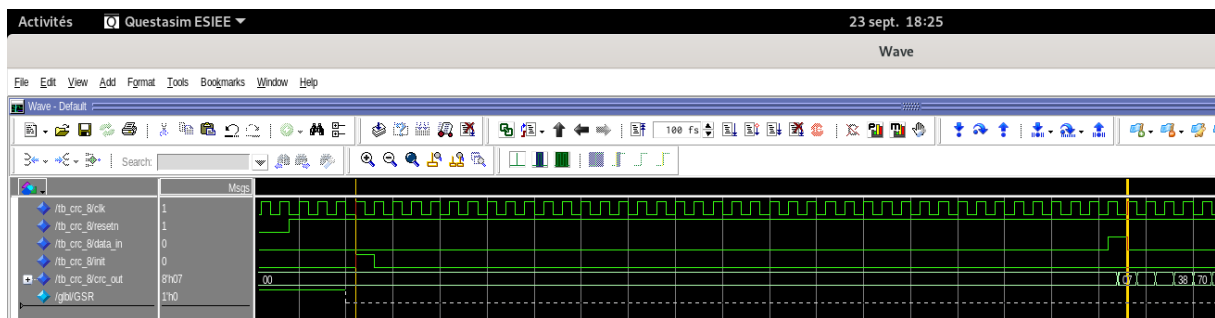 Activités Questasim ESIEE 23 sept. 18:25
Wave
File Edit View Add Format Tools Bookmarks Window Help
Wave - Default
100 fs
Search:
Msgs
/tb_crc_8/clk 1
/tb_crc_8/resetn 1
/tb_crc_8/data_in 0
/tb_crc_8/init 0
/tb_crc_8/crc_out 8'h07 00 07 38 70
/glbl/GSR 1'h0